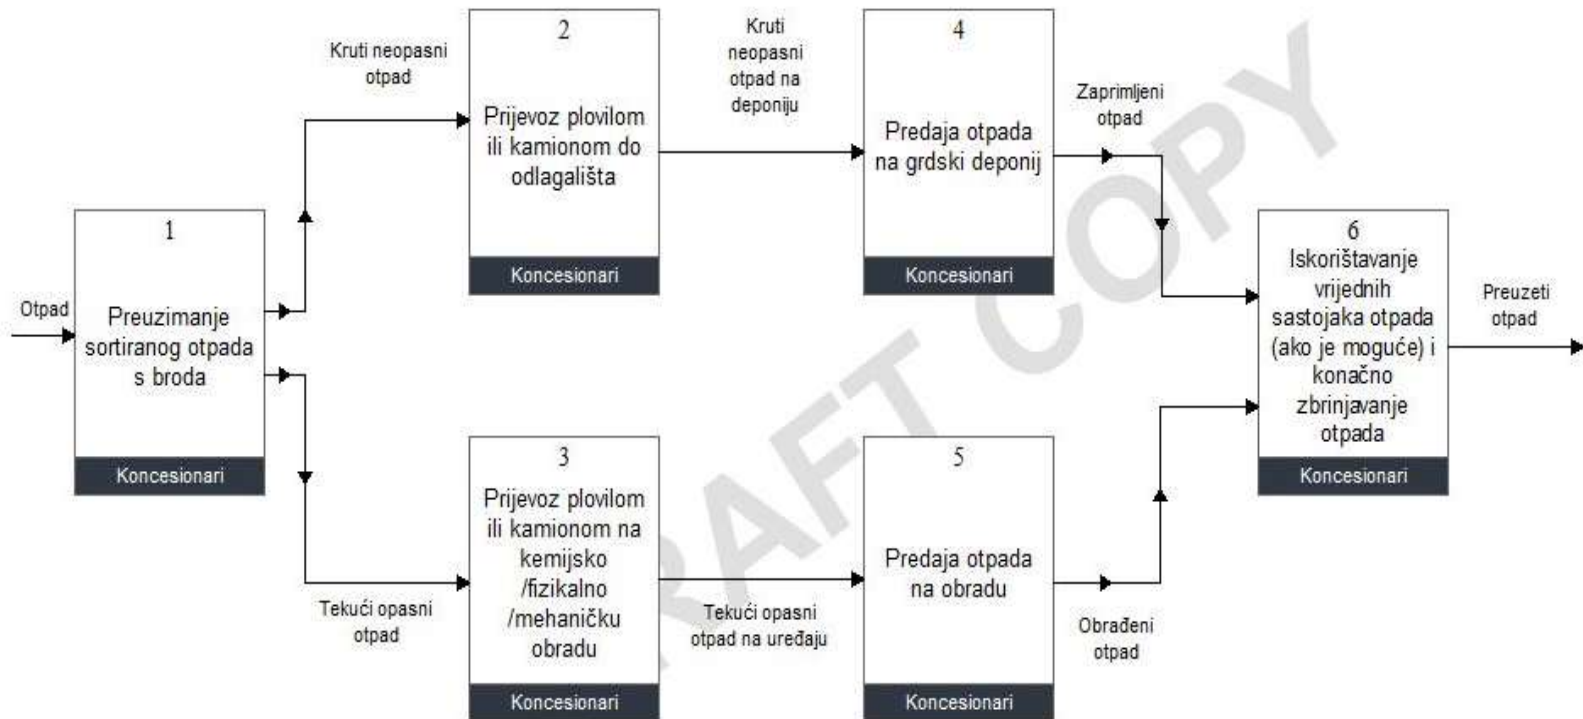 Otpad
1
Preuzimanje
sortiranog otpada
s broda
Koncesionari
Kruti neopasni
otpad
2
Prijevoz plovilom
ili kamionom do
odlagališta
Koncesionari
Kruti
neopasni
otpad na
deponiju
4
Predaja otpada
na grdski deponij
Koncesionari
Zaprimljeni
otpad
Tekući opasni
otpad
3
Prijevoz plovilom
ili kamionom na
kemijsko
/fizikalno
/mehaničku
obradu
Koncesionari
Tekući opasni
otpad na uređaju
5
Predaja otpada
na obradu
Koncesionari
Obrađeni
otpad
6
Iskorištavanje
vrijednih
sastojaka otpada
(ako je moguće) i
konačno
zbrinjavanje
otpada
Koncesionari
Preuzeti
otpad
RAFT COPY